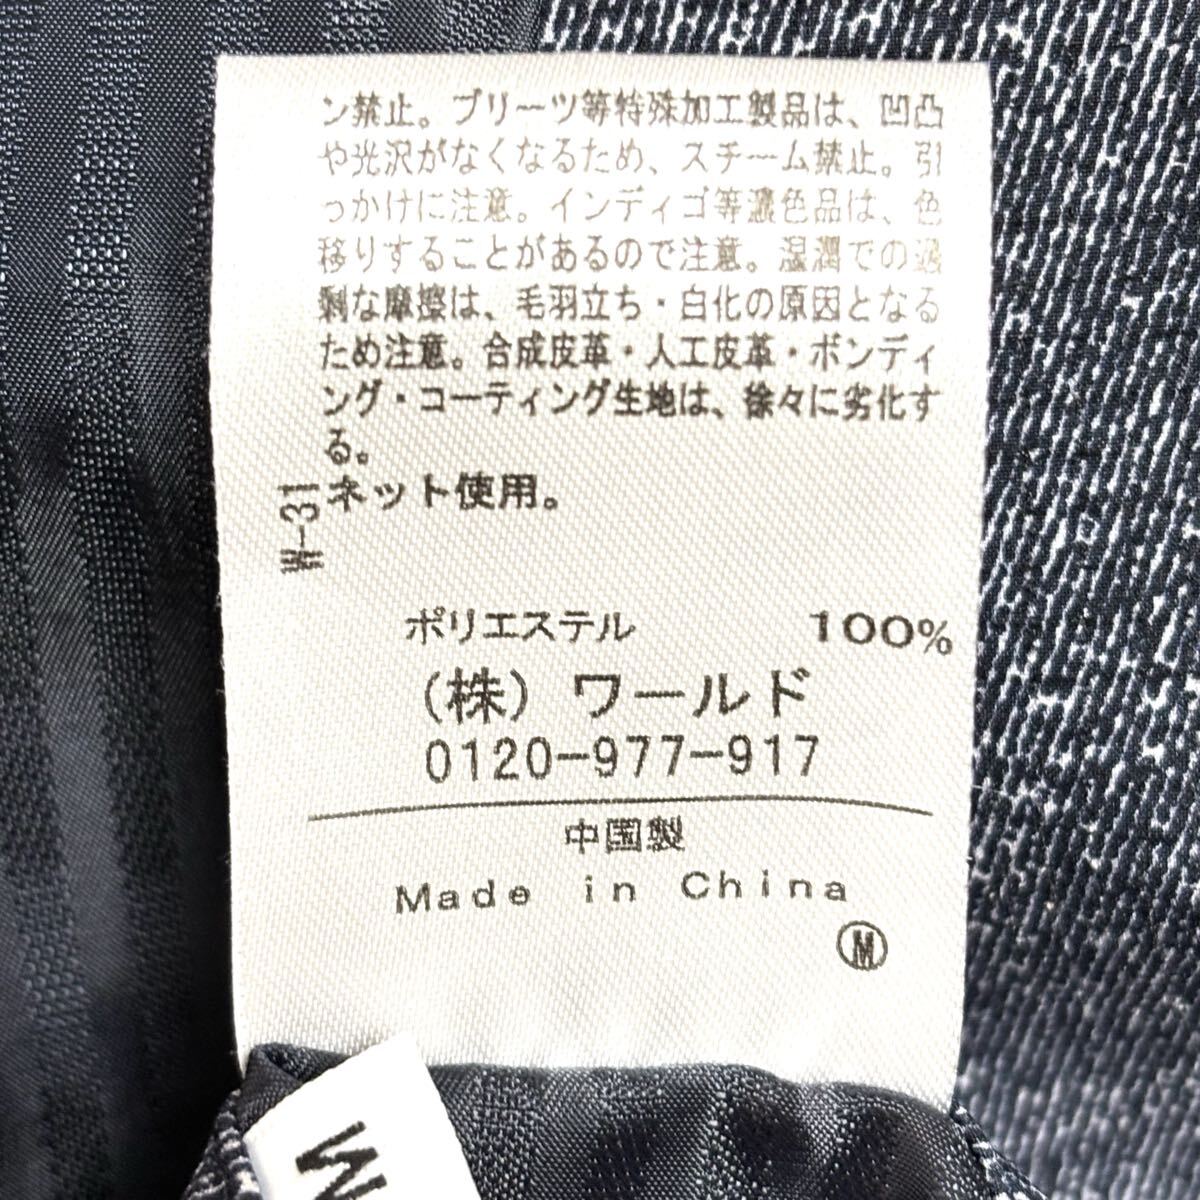 ン禁止。プリーツ等特殊加工製品は、凹凸
や光沢がなくなるため、スチーム禁止。引
っかけに注意。インディゴ等濃色品は、色
移りすることがあるので注意。湿潤での過
剰な摩擦は、毛羽立ち・白化の原因となる
ため注意。合成皮革・人工皮革・ボンディ
ング・コーティング生地は、徐々に劣化す
る。
ネット使用。
W-31
ポリエステル 100%
(株) ワールド
0120-977-917
中国製
Made in China
Ⓜ